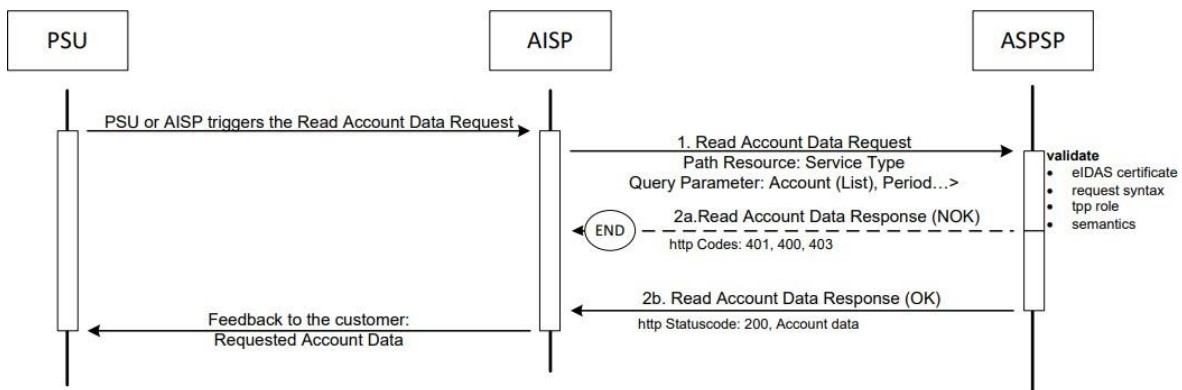 PSU
AISP
ASPSP
PSU or AISP triggers the Read Account Data Request
1. Read Account Data Request
Path Resource: Service Type
Query Parameter: Account (List), Period…>
validate
• eIDAS certificate
• request syntax
• tpp role
• semantics
END
2a.Read Account Data Response (NOK)
http Codes: 401, 400, 403
2b. Read Account Data Response (OK)
http Statuscode: 200, Account data
Feedback to the customer:
Requested Account Data